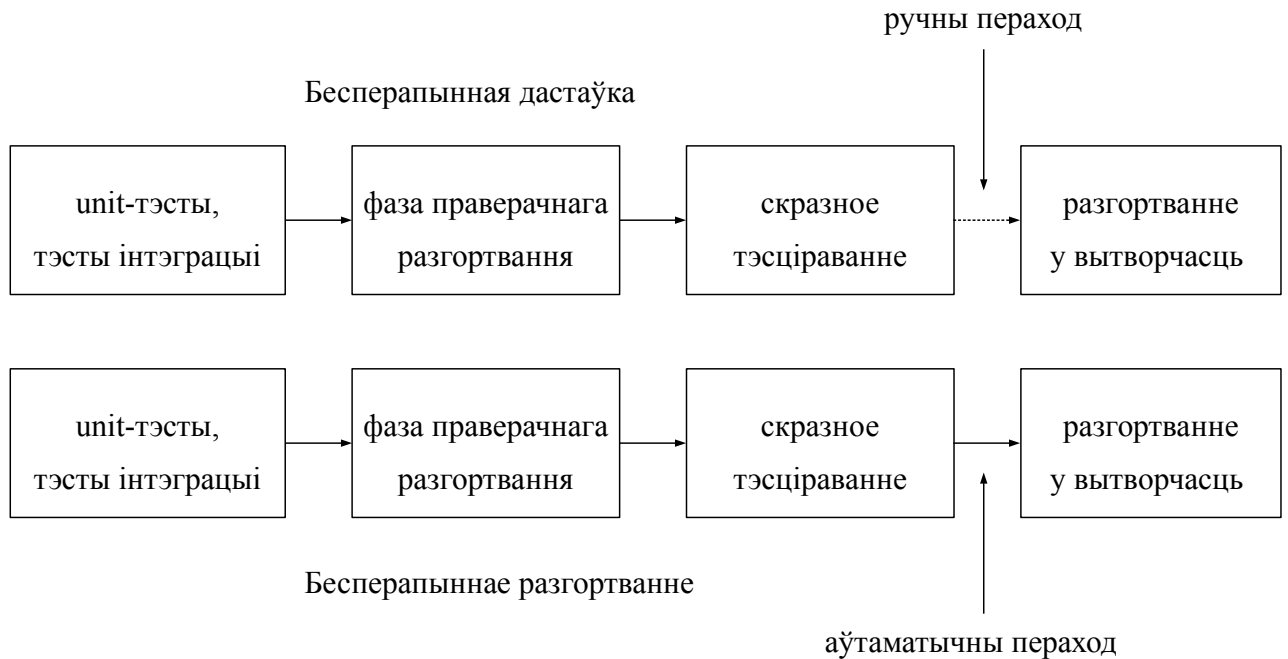 ручны пераход
Бесперапынная дастаўка
unit-тэсты,
тэсты інтэграцыі
фаза праверачнага
разгортвання
скразное
тэсціраванне
разгортванне
у вытворчасць
unit-тэсты,
тэсты інтэграцыі
фаза праверачнага
разгортвання
скразное
тэсціраванне
разгортванне
у вытворчасць
Бесперапыннае разгортванне
аўтаматычны пераход